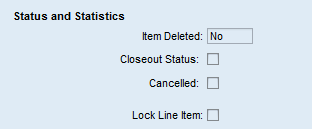 Status and Statistics
Item Deleted: No
Closeout Status:
Cancelled:
Lock Line Item: